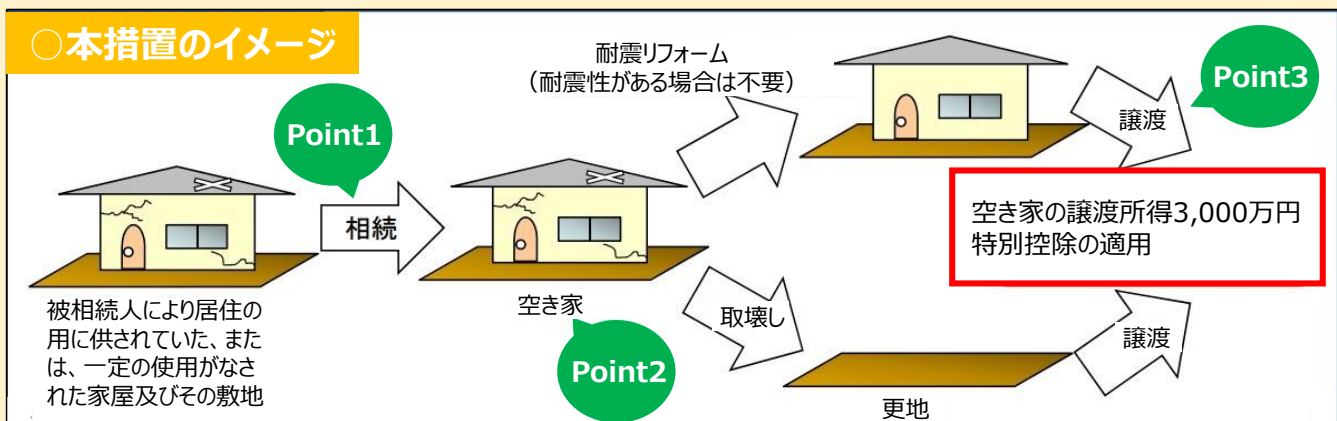 ○本措置のイメージ
Point1
相続
被相続人により居住の
用に供されていた、また
は、一定の使用がなさ
れた家屋及びその敷地
空き家
Point2
耐震リフォーム
（耐震性がある場合は不要）
取壊し
更地
譲渡
Point3
譲渡
空き家の譲渡所得3,000万円
特別控除の適用